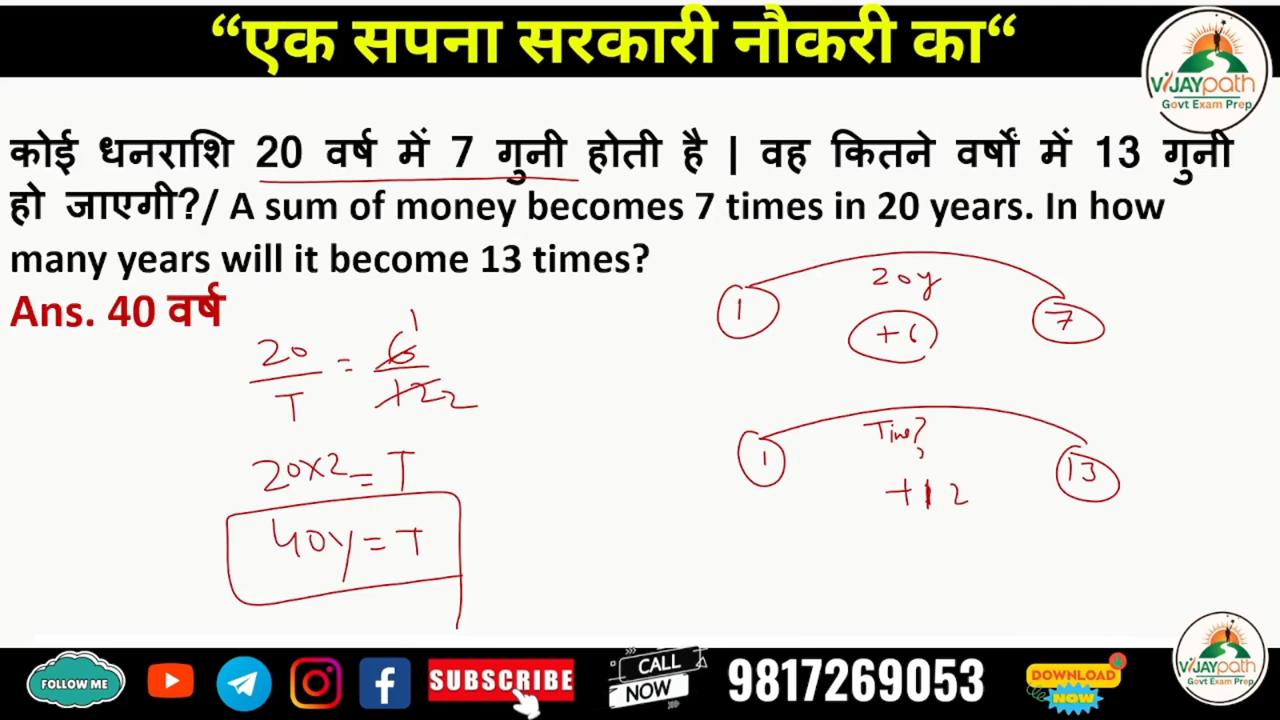 “एक सपना सरकारी नौकरी का“
ViJAYpath
Govt Exam Prep
कोई धनराशि 20 वर्ष में 7 गुनी होती है | वह कितने वर्षों में 13 गुनी
हो जाएगी?/ A sum of money becomes 7 times in 20 years. In how
many years will it become 13 times?
Ans. 40 वर्ष
20y
1
7
+6
1
20 = 6
T 12 2
Time?
1
13
+12
20x2 = T
40y = T
FOLLOW ME
SUBSCRIBE
CALL
NOW
9817269053
DOWNLOAD
NOW
ViJAYpath
Govt Exam Prep